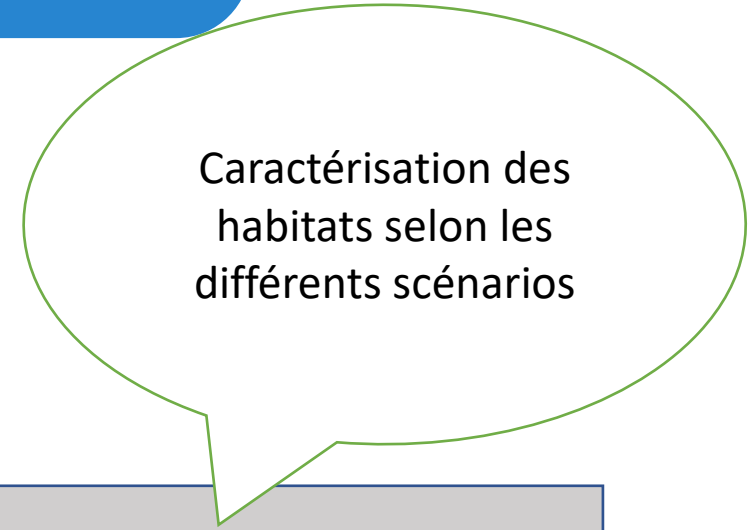 Caractérisation des
habitats selon les
différents scénarios